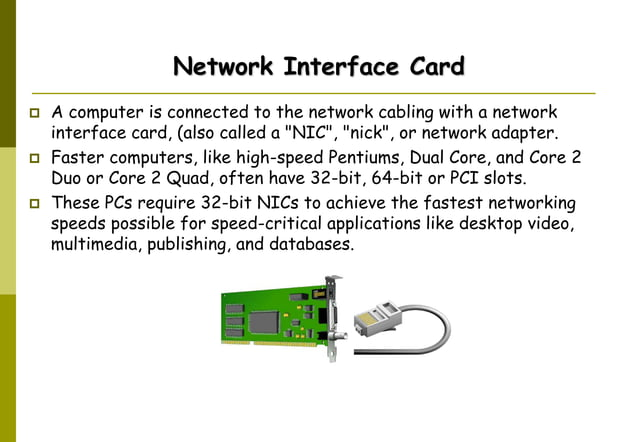 Network Interface Card
A computer is connected to the network cabling with a network
interface card, (also called a "NIC", "nick", or network adapter.
Faster computers, like high-speed Pentiums, Dual Core, and Core 2
Duo or Core 2 Quad, often have 32-bit, 64-bit or PCI slots.
These PCs require 32-bit NICs to achieve the fastest networking
speeds possible for speed-critical applications like desktop video,
multimedia, publishing, and databases.